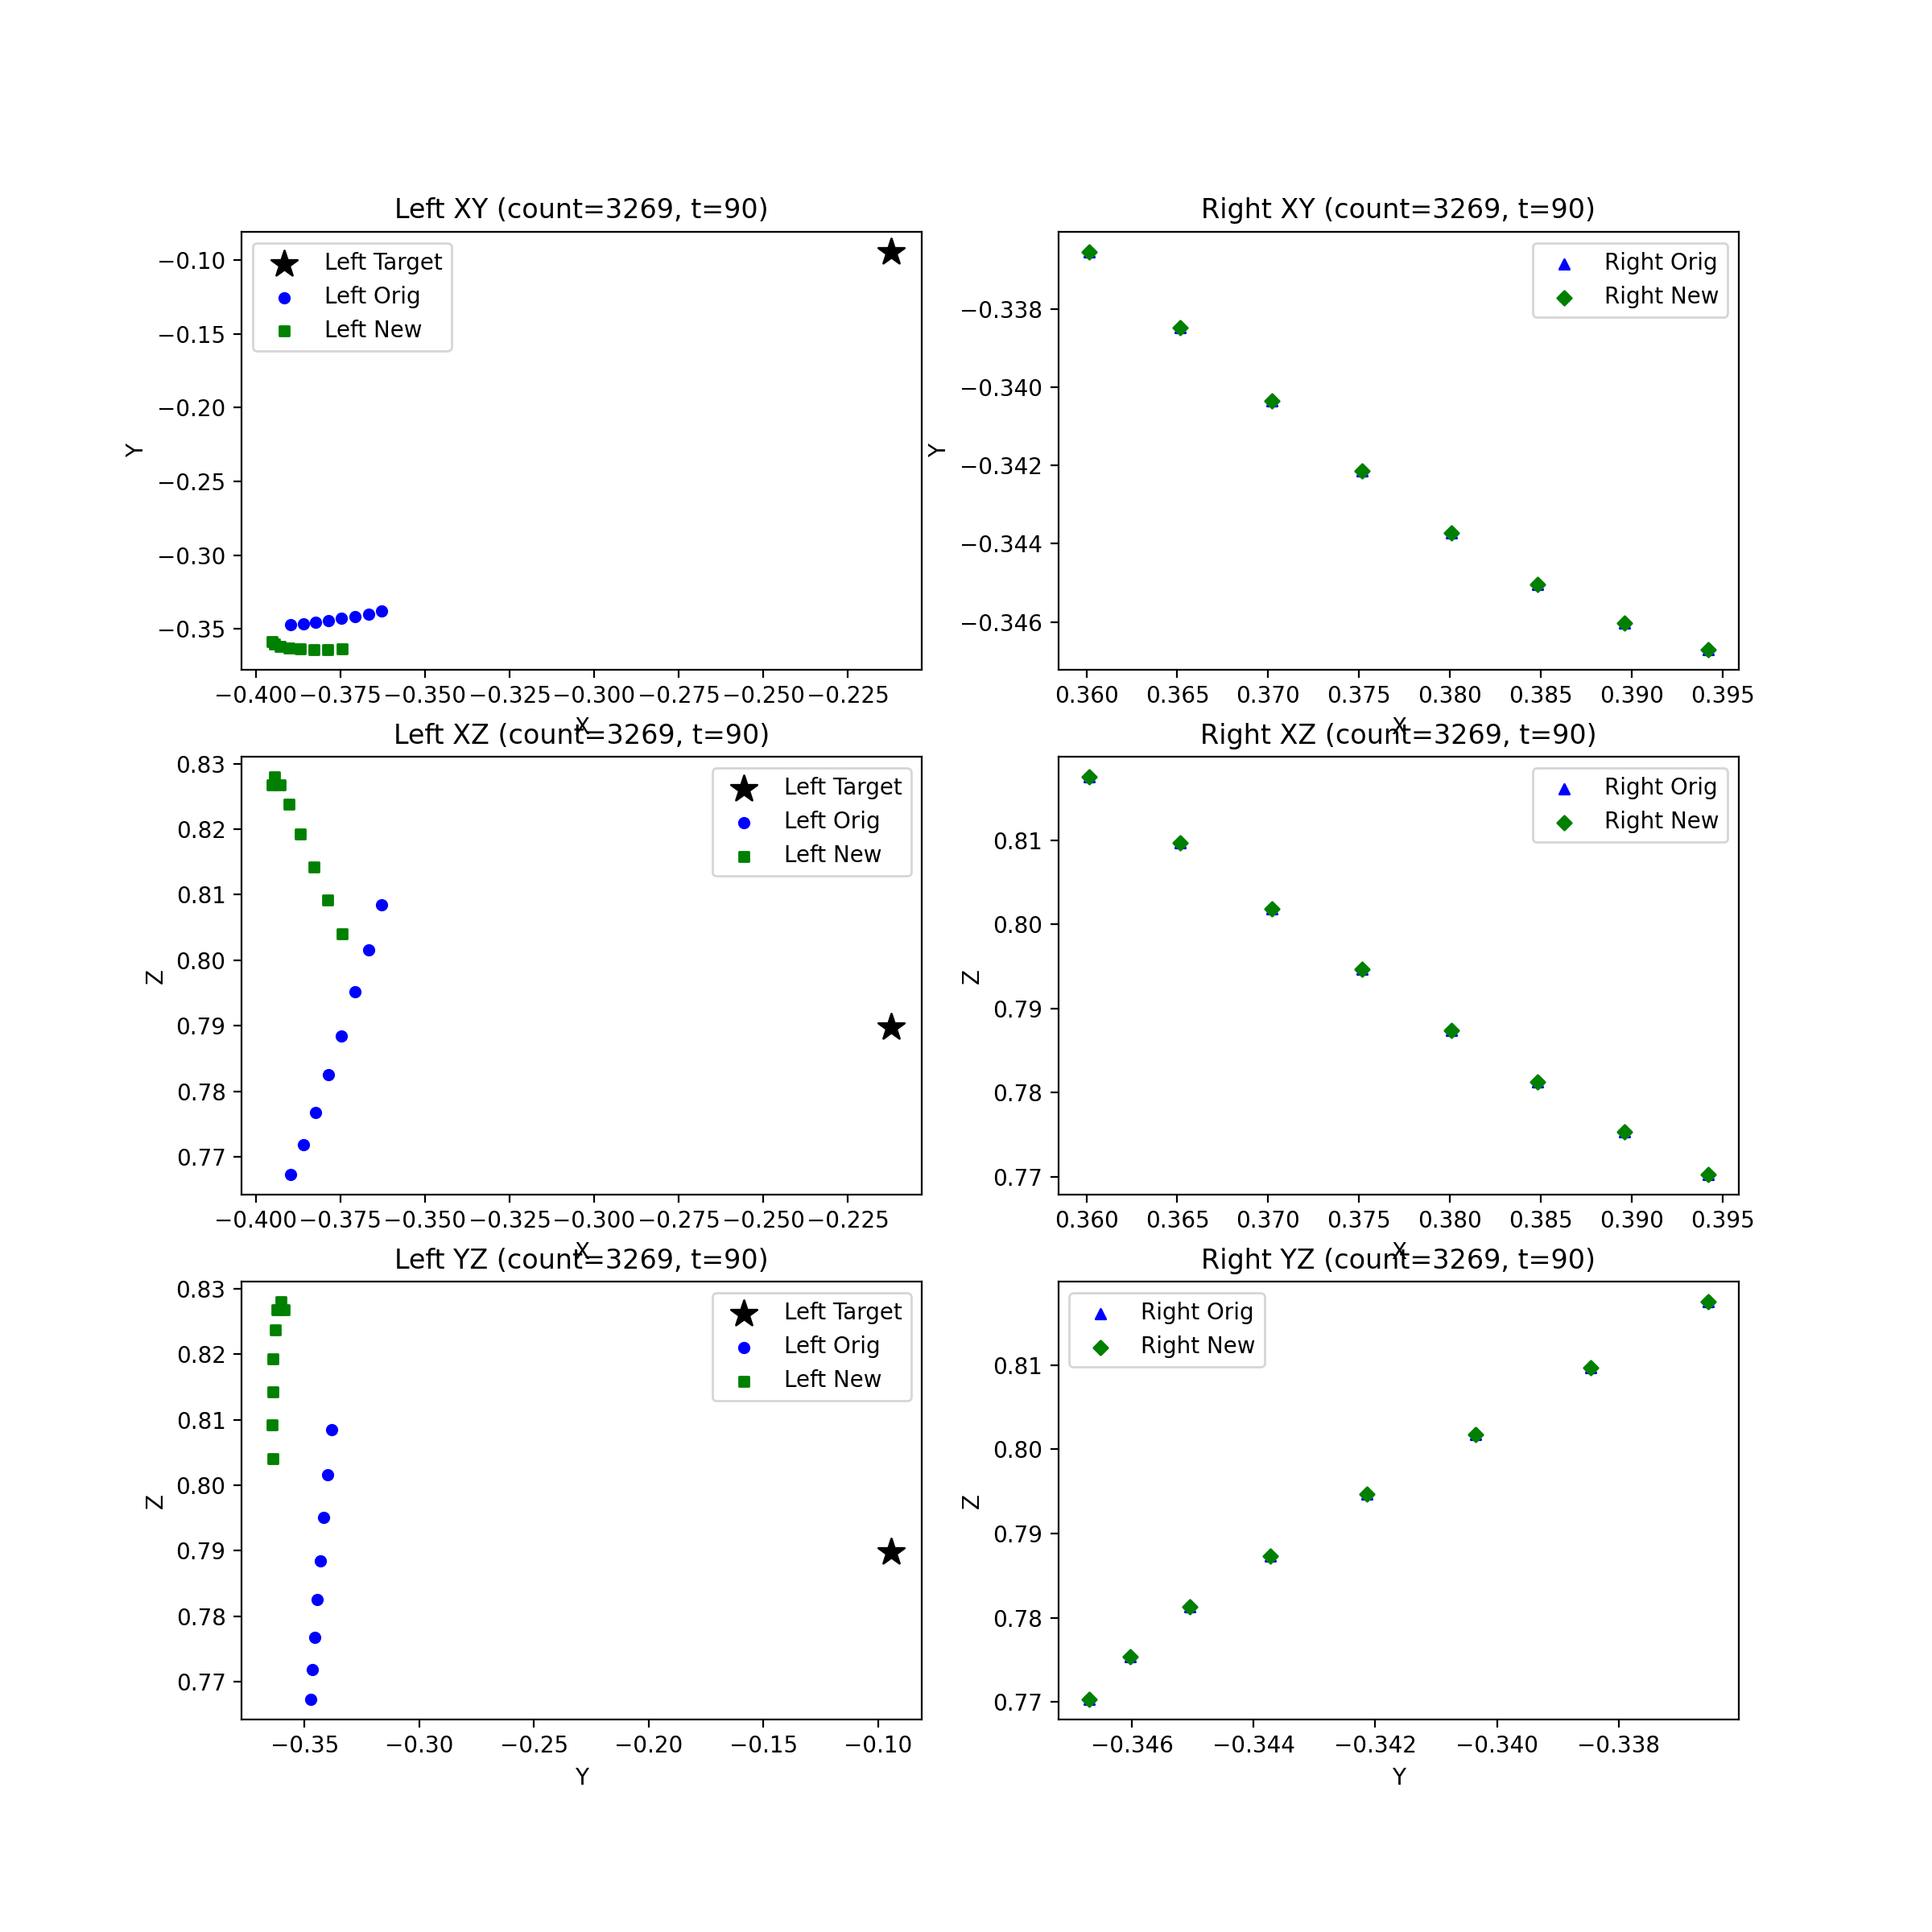 Left XY (count=3269, t=90)
Left Target
Left Orig
Left New
−0.10
−0.15
−0.20
−0.25
−0.30
−0.35
Y
−0.400 −0.375 −0.350 −0.325 −0.300 −0.275 −0.250 −0.225
X
Right XY (count=3269, t=90)
Right Orig
Right New
−0.338
−0.340
−0.342
−0.344
−0.346
Y
0.360 0.365 0.370 0.375 0.380 0.385 0.390 0.395
X
Left XZ (count=3269, t=90)
Left Target
Left Orig
Left New
0.83
0.82
0.81
0.80
0.79
0.78
0.77
Z
−0.400 −0.375 −0.350 −0.325 −0.300 −0.275 −0.250 −0.225
X
Right XZ (count=3269, t=90)
Right Orig
Right New
0.81
0.80
0.79
0.78
0.77
Z
0.360 0.365 0.370 0.375 0.380 0.385 0.390 0.395
X
Left YZ (count=3269, t=90)
Left Target
Left Orig
Left New
0.83
0.82
0.81
0.80
0.79
0.78
0.77
Z
−0.35 −0.30 −0.25 −0.20 −0.15 −0.10
Y
Right YZ (count=3269, t=90)
Right Orig
Right New
0.81
0.80
0.79
0.78
0.77
Z
−0.346 −0.344 −0.342 −0.340 −0.338
Y